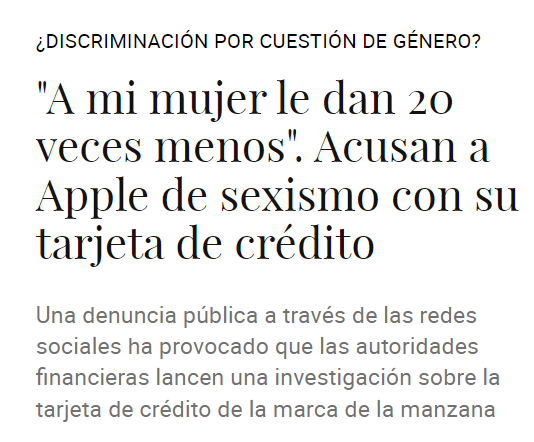 ¿DISCRIMINACIÓN POR CUESTIÓN DE GÉNERO?
"A mi mujer le dan 20
veces menos". Acusan a
Apple de sexismo con su
tarjeta de crédito
Una denuncia pública a través de las redes
sociales ha provocado que las autoridades
financieras lancen una investigación sobre la
tarjeta de crédito de la marca de la manzana